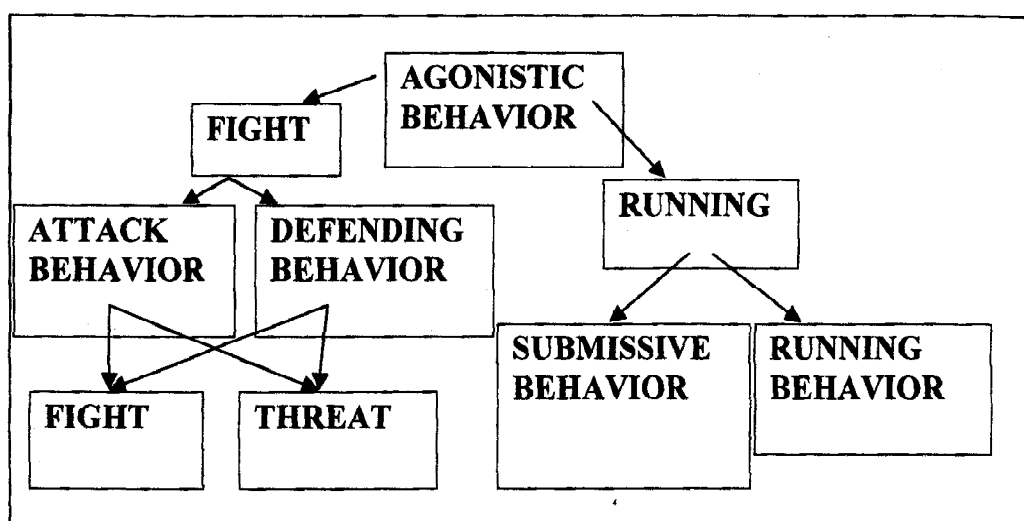 AGONISTIC
BEHAVIOR
FIGHT
RUNNING
ATTACK
BEHAVIOR
DEFENDING
BEHAVIOR
SUBMISSIVE
BEHAVIOR
RUNNING
BEHAVIOR
FIGHT
THREAT